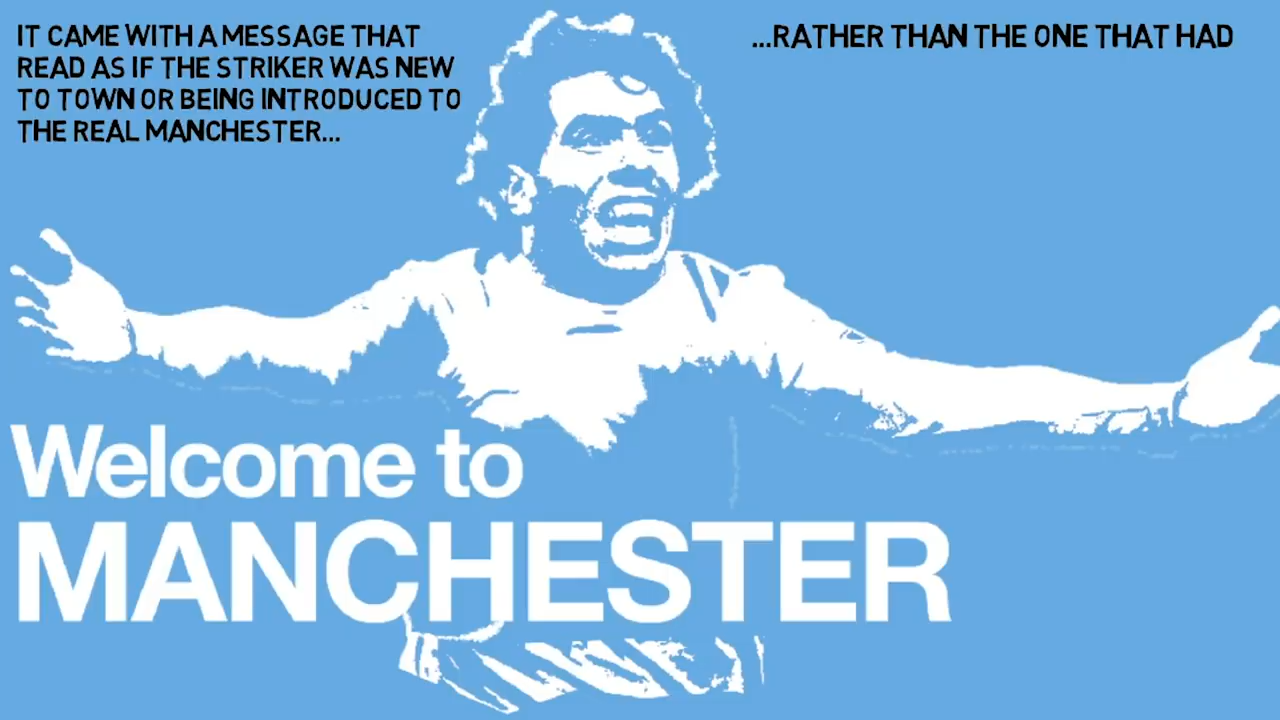 IT CAME WITH A MESSAGE THAT
READ AS IF THE STRIKER WAS NEW
TO TOWN OR BEING INTRODUCED TO
THE REAL MANCHESTER...
...RATHER THAN THE ONE THAT HAD
Welcome to
MANCHESTER